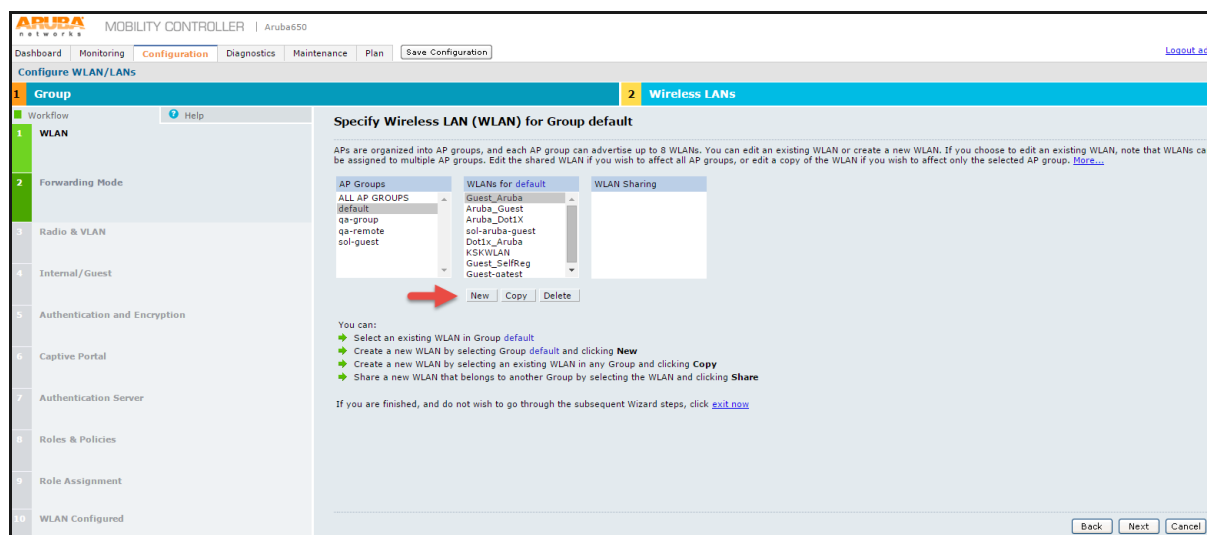 ARUBA networks MOBILITY CONTROLLER | Aruba650
Dashboard Monitoring Configuration Diagnostics Maintenance Plan Save Configuration Logout ad
Configure WLAN/LANs
1 Group 2 Wireless LANs
Workflow Help
1 WLAN
2 Forwarding Mode
3 Radio & VLAN
4 Internal/Guest
5 Authentication and Encryption
6 Captive Portal
7 Authentication Server
8 Roles & Policies
9 Role Assignment
10 WLAN Configured
Specify Wireless LAN (WLAN) for Group default
APs are organized into AP groups, and each AP group can advertise up to 8 WLANs. You can edit an existing WLAN or create a new WLAN. If you choose to edit an existing WLAN, note that WLANs ca
be assigned to multiple AP groups. Edit the shared WLAN if you wish to affect all AP groups, or edit a copy of the WLAN if you wish to affect only the selected AP group. More...
AP Groups
ALL AP GROUPS
default
qa-group
qa-remote
sol-guest
WLANs for default
Guest_Aruba
Aruba_Guest
Aruba_Dot1X
sol-aruba-guest
Dot1x_Aruba
KSKWLAN
Guest_SelfReg
Guest-qatest
WLAN Sharing
New Copy Delete
You can:
Select an existing WLAN in Group default
Create a new WLAN by selecting Group default and clicking New
Create a new WLAN by selecting an existing WLAN in any Group and clicking Copy
Share a new WLAN that belongs to another Group by selecting the WLAN and clicking Share
If you are finished, and do not wish to go through the subsequent Wizard steps, click exit now
Back Next Cancel